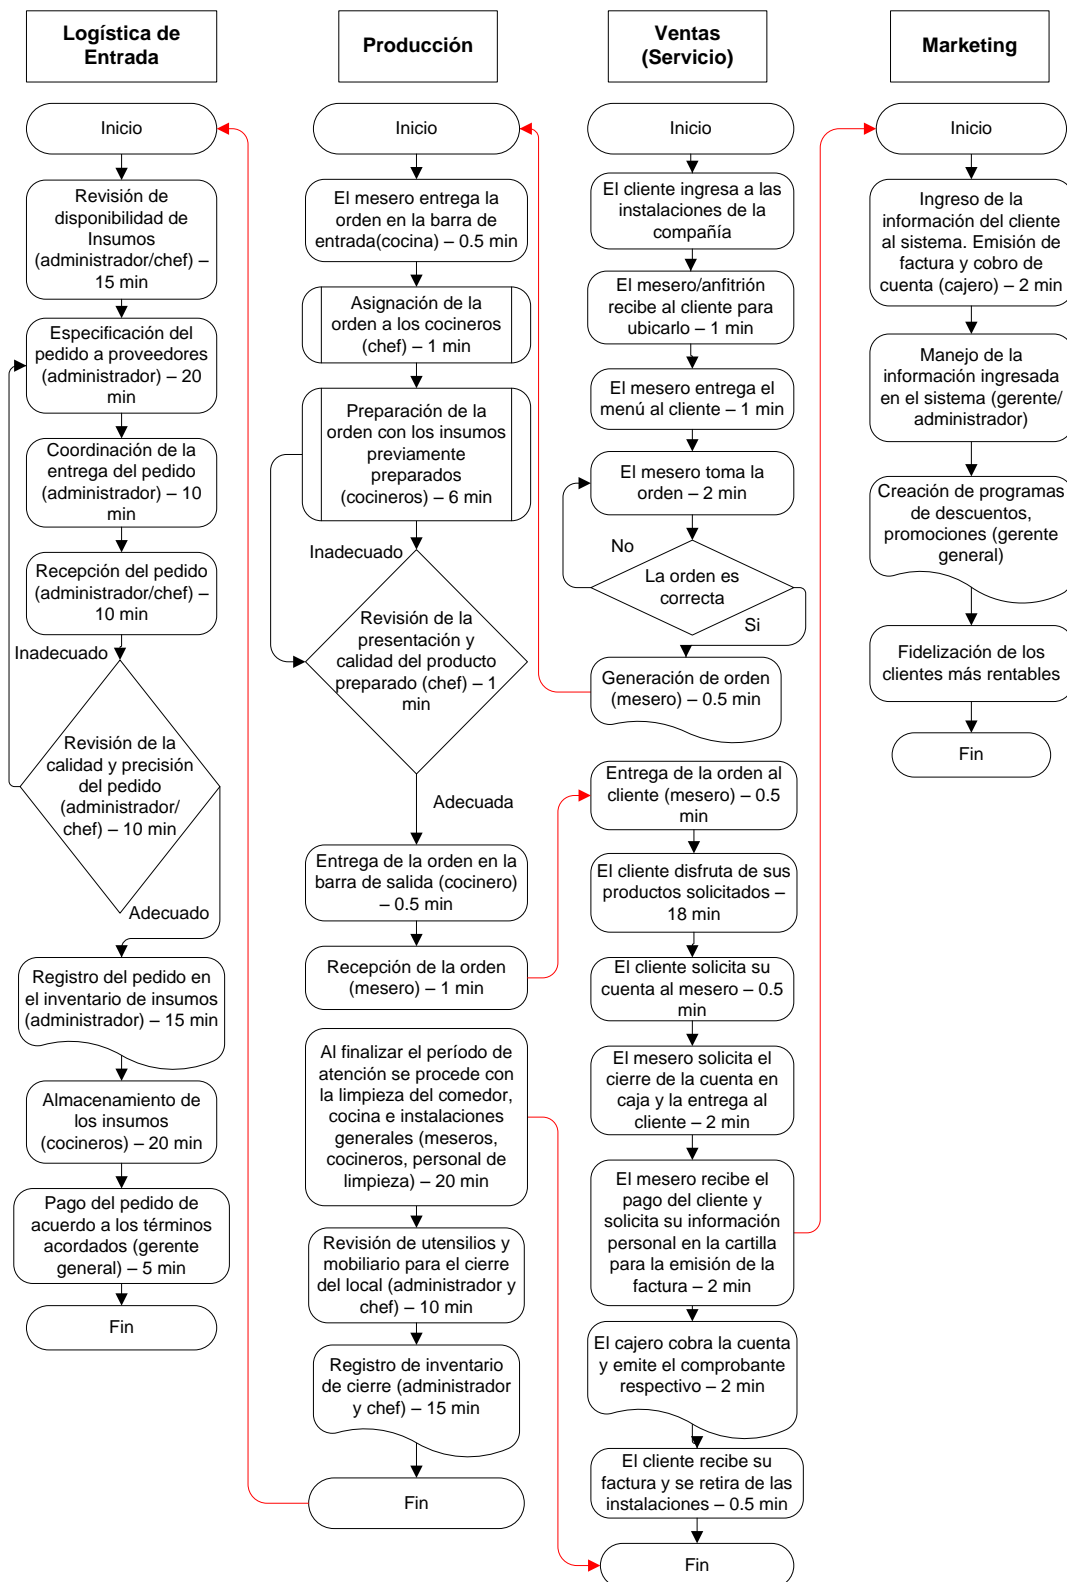 Logística de
Entrada
Inicio
Revisión de
disponibilidad de
Insumos
(administrador/chef) –
15 min
Especificación del
pedido a proveedores
(administrador) – 20
min
Coordinación de la
entrega del pedido
(administrador) – 10
min
Recepción del pedido
(administrador/chef) –
10 min
Inadecuado
Revisión de la
calidad y precisión
del pedido
(administrador/
chef) – 10 min
Adecuado
Registro del pedido en
el inventario de insumos
(administrador) – 15 min
Almacenamiento de
los insumos
(cocineros) – 20 min
Pago del pedido de
acuerdo a los términos
acordados (gerente
general) – 5 min
Fin
Producción
Inicio
El mesero entrega la
orden en la barra de
entrada(cocina) – 0.5 min
Asignación de la
orden a los cocineros
(chef) – 1 min
Preparación de la
orden con los insumos
previamente
preparados
(cocineros) – 6 min
Inadecuado
Revisión de la
presentación y
calidad del producto
preparado (chef) – 1
min
Adecuada
Entrega de la orden en la
barra de salida (cocinero)
– 0.5 min
Recepción de la orden
(mesero) – 1 min
Al finalizar el período de
atención se procede con
la limpieza del comedor,
cocina e instalaciones
generales (meseros,
cocineros, personal de
limpieza) – 20 min
Revisión de utensilios y
mobiliario para el cierre
del local (administrador y
chef) – 10 min
Registro de inventario
de cierre (administrador
y chef) – 15 min
Fin
Ventas
(Servicio)
Inicio
El cliente ingresa a las
instalaciones de la
compañía
El mesero/anfitrión
recibe al cliente para
ubicarlo – 1 min
El mesero entrega el
menú al cliente – 1 min
El mesero toma la
orden – 2 min
No
La orden es
correcta
Si
Generación de orden
(mesero) – 0.5 min
Entrega de la orden al
cliente (mesero) – 0.5
min
El cliente disfruta de sus
productos solicitados –
18 min
El cliente solicita su
cuenta al mesero – 0.5
min
El mesero solicita el
cierre de la cuenta en
caja y la entrega al
cliente – 2 min
El mesero recibe el
pago del cliente y
solicita su información
personal en la cartilla
para la emisión de la
factura – 2 min
El cajero cobra la cuenta
y emite el comprobante
respectivo – 2 min
El cliente recibe su
factura y se retira de las
instalaciones – 0.5 min
Fin
Marketing
Inicio
Ingreso de la
información del cliente
al sistema. Emisión de
factura y cobro de
cuenta (cajero) – 2 min
Manejo de la
información ingresada
en el sistema (gerente/
administrador)
Creación de programas
de descuentos,
promociones (gerente
general)
Fidelización de los
clientes más rentables
Fin